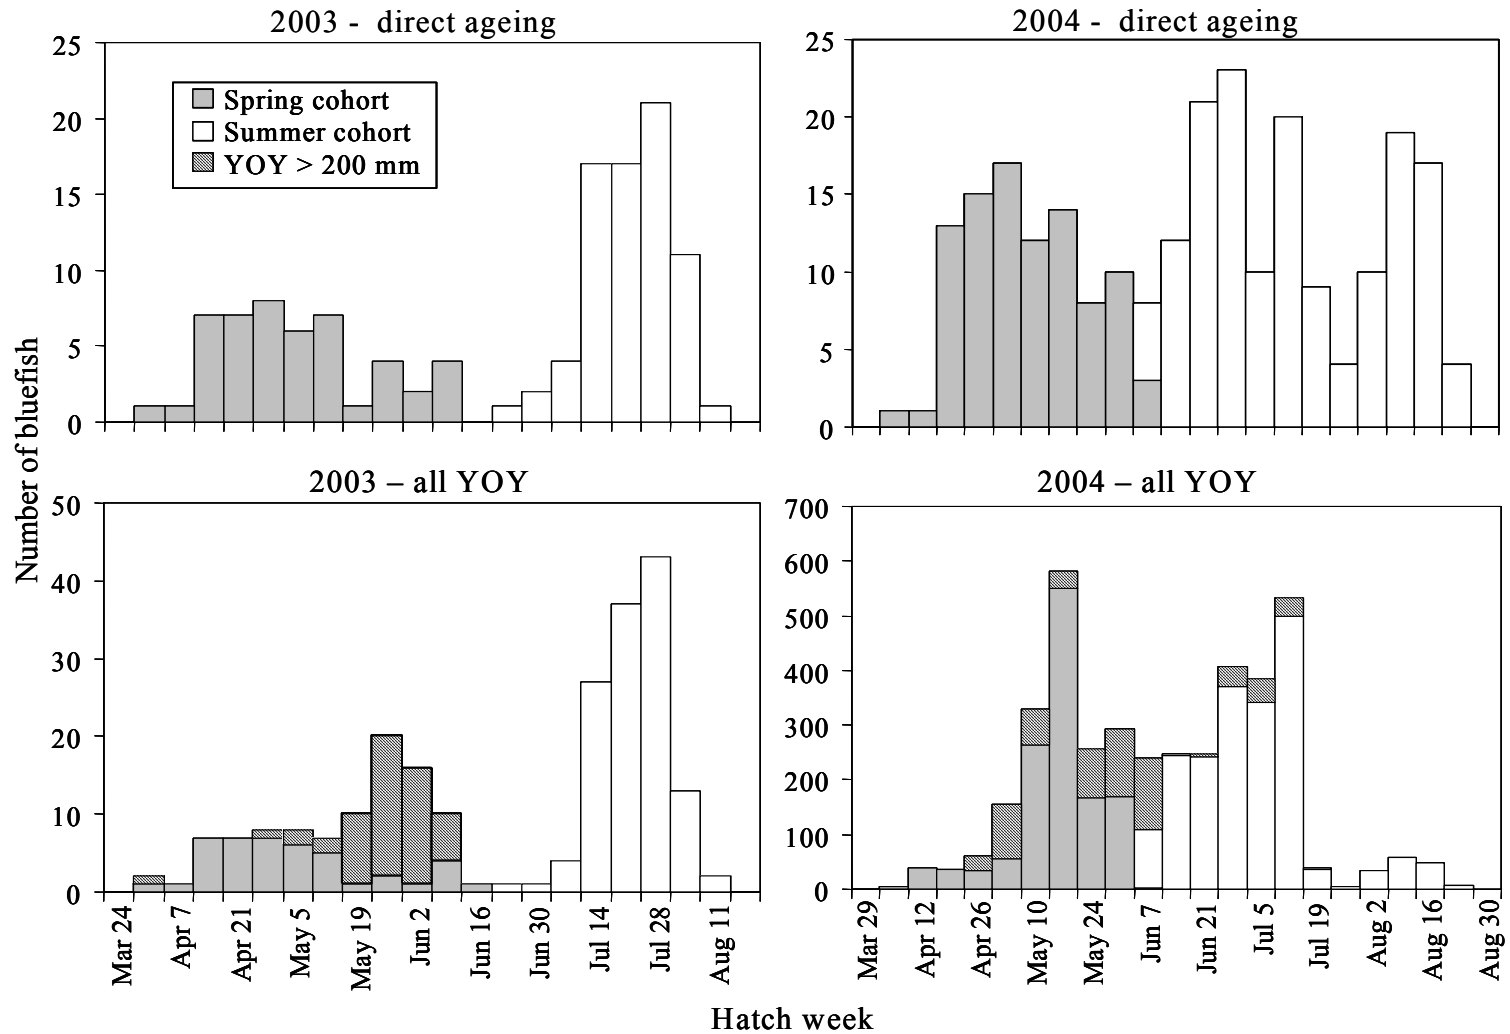 2003 - direct ageing
25
20
15
10
5
0
Spring cohort
Summer cohort
YOY > 200 mm
2004 - direct ageing
25
20
15
10
5
0
Number of bluefish
2003 – all YOY
50
40
30
20
10
0
Mar 24
Apr 7
Apr 21
May 5
May 19
Jun 2
Jun 16
Jun 30
Jul 14
Jul 28
Aug 11
2004 – all YOY
700
600
500
400
300
200
100
0
Mar 29
Apr 12
Apr 26
May 10
May 24
Jun 7
Jun 21
Jul 5
Jul 19
Aug 2
Aug 16
Aug 30
Hatch week